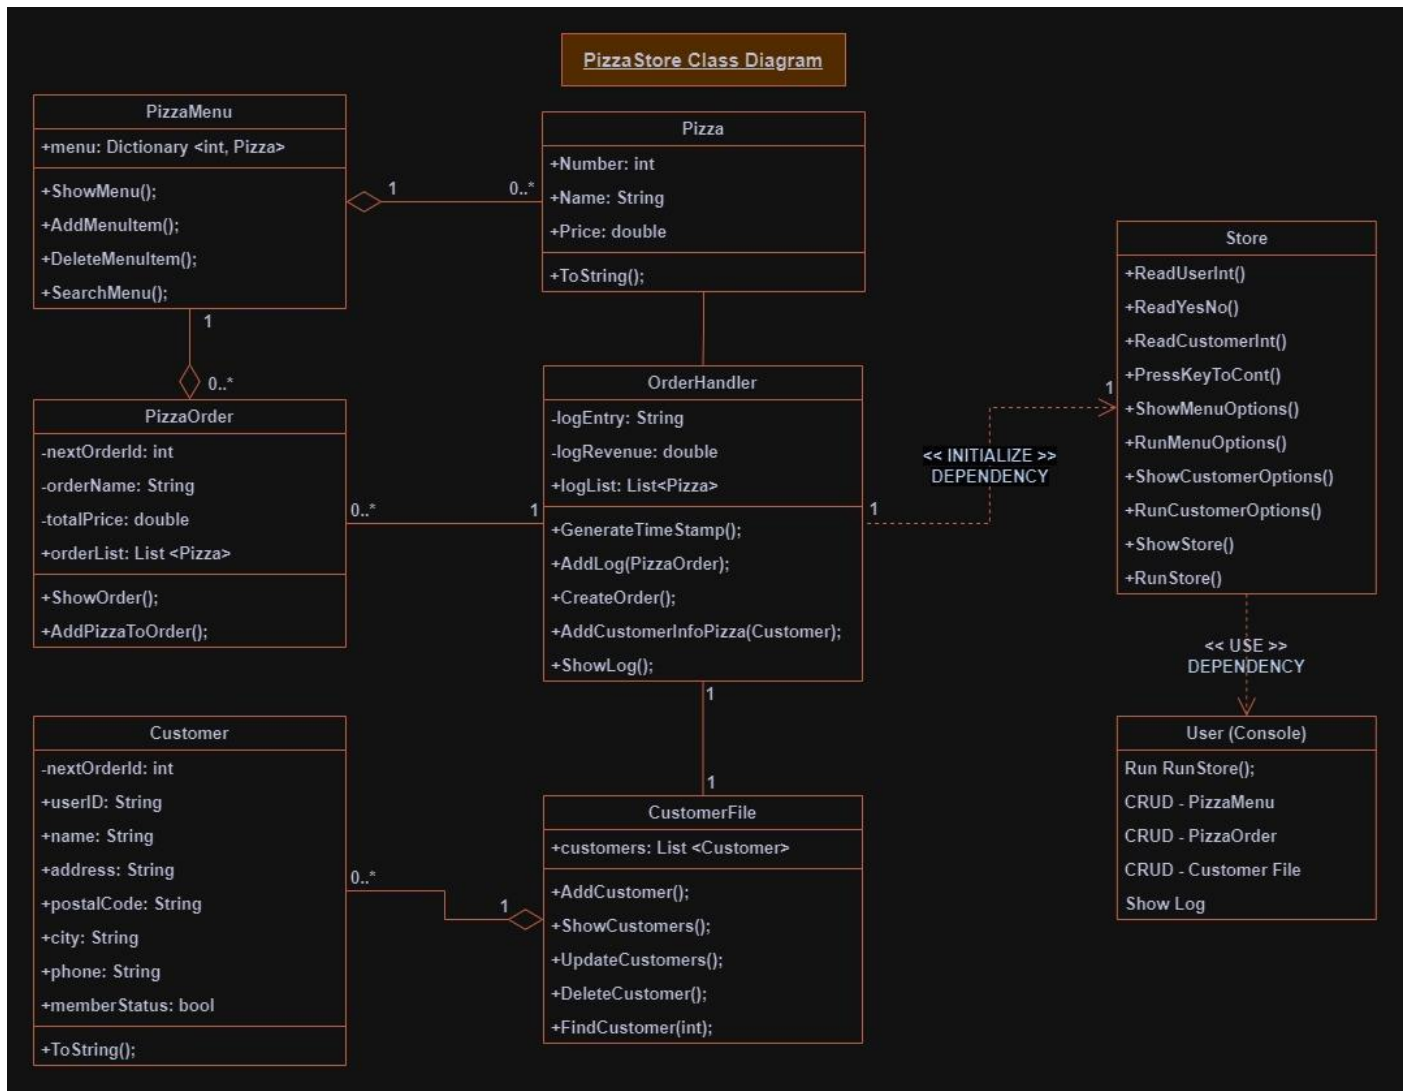 PizzaStore Class Diagram
PizzaMenu
+menu: Dictionary <int, Pizza>
+ShowMenu();
+AddMenuItem();
+DeleteMenuItem();
+SearchMenu();
1
0..*
Pizza
+Number: int
+Name: String
+Price: double
+ToString();
1
0..*
PizzaOrder
-nextOrderId: int
-orderName: String
-totalPrice: double
+orderList: List <Pizza>
+ShowOrder();
+AddPizzaToOrder();
0..*
1
OrderHandler
-logEntry: String
-logRevenue: double
+logList: List<Pizza>
+GenerateTimeStamp();
+AddLog(PizzaOrder);
+CreateOrder();
+AddCustomerInfoPizza(Customer);
+ShowLog();
1
<< INITIALIZE >>
DEPENDENCY
1
Store
+ReadUserInt()
+ReadYesNo()
+ReadCustomerInt()
+PressKeyToCont()
+ShowMenuOptions()
+RunMenuOptions()
+ShowCustomerOptions()
+RunCustomerOptions()
+ShowStore()
+RunStore()
<< USE >>
DEPENDENCY
User (Console)
Run RunStore();
CRUD - PizzaMenu
CRUD - PizzaOrder
CRUD - Customer File
Show Log
1
1
Customer
-nextOrderId: int
+userID: String
+name: String
+address: String
+postalCode: String
+city: String
+phone: String
+memberStatus: bool
+ToString();
0..*
1
CustomerFile
+customers: List <Customer>
+AddCustomer();
+ShowCustomers();
+UpdateCustomers();
+DeleteCustomer();
+FindCustomer(int);